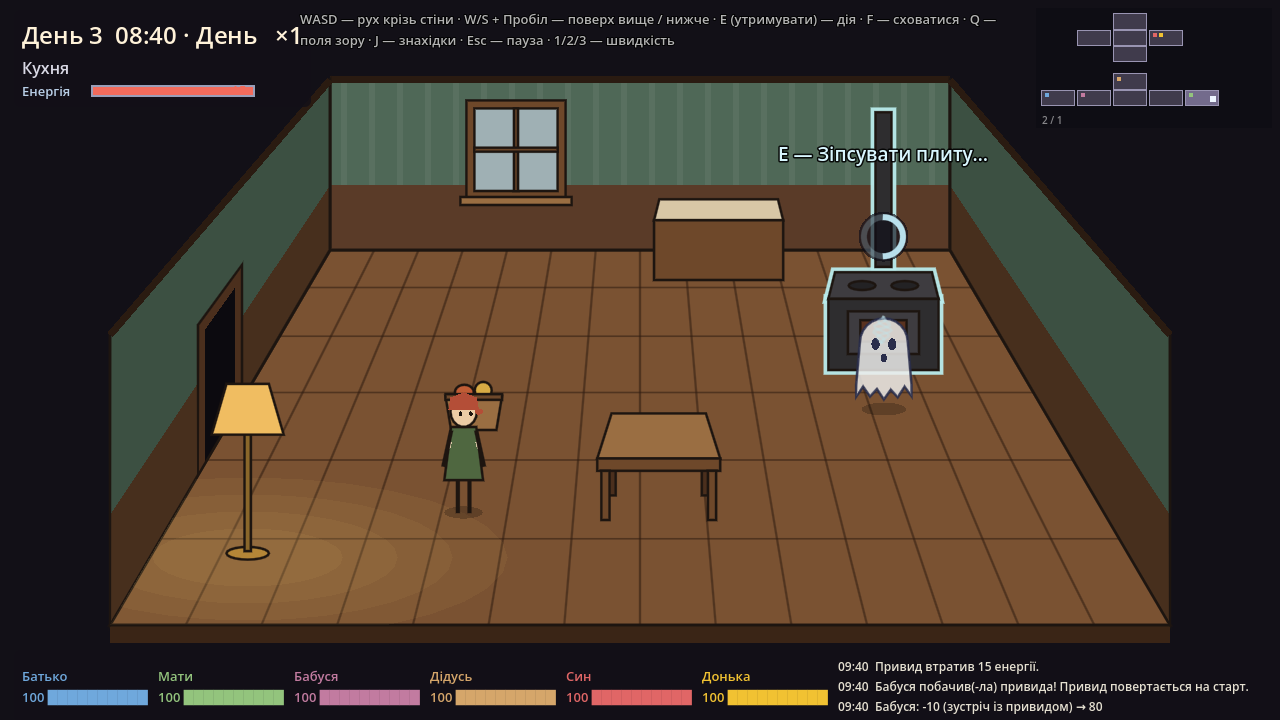 День 3 08:40 · День ×1
WASD — рух крізь стіни · W/S + Пробіл — поверх вище / нижче · E (утримувати) — дія · F — сховатися · Q —
поля зору · J — знахідки · Esc — пауза · 1/2/3 — швидкість
Кухня
Енергія
2 / 1
E — Зіпсувати плиту...
Батько
Мати
Бабуся
Дідусь
Син
Донька
100
100
100
100
100
100
09:40 Привид втратив 15 енергії.
09:40 Бабуся побачив(-ла) привида! Привид повертається на старт.
09:40 Бабуся: -10 (зустріч із привидом) → 80